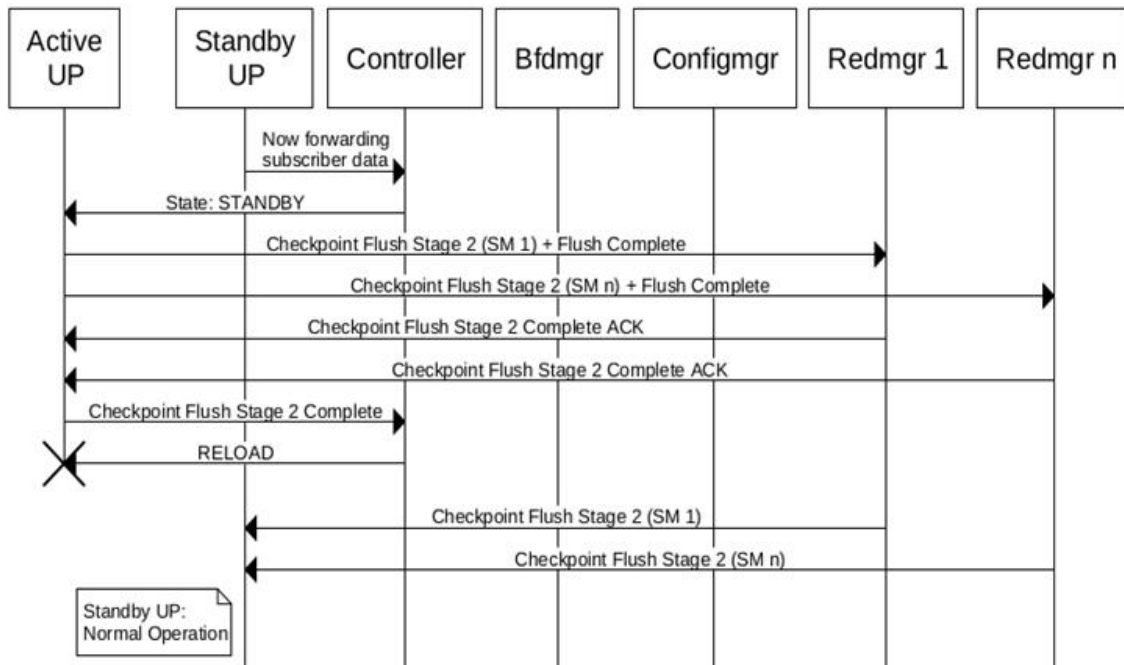 Active
UP
Standby
UP
Controller
Bfdmgr
Configmgr
Redmgr 1
Redmgr n
Now forwarding
subscriber data
State: STANDBY
Checkpoint Flush Stage 2 (SM 1) + Flush Complete
Checkpoint Flush Stage 2 (SM n) + Flush Complete
Checkpoint Flush Stage 2 Complete ACK
Checkpoint Flush Stage 2 Complete ACK
Checkpoint Flush Stage 2 Complete
RELOAD
Checkpoint Flush Stage 2 (SM 1)
Checkpoint Flush Stage 2 (SM n)
Standby UP:
Normal Operation